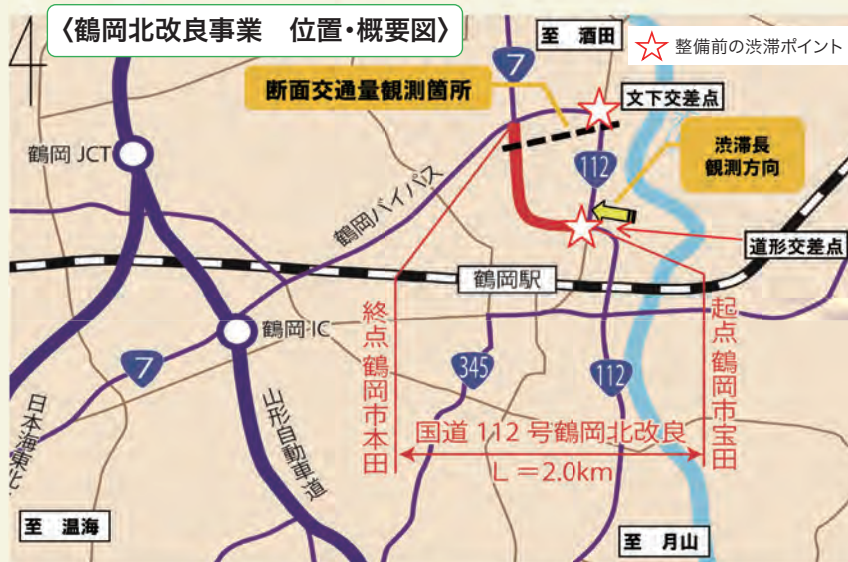 〈鶴岡北改良事業　位置・概要図〉
至　酒田
☆ 整備前の渋滞ポイント
7
断面交通量観測箇所
文下交差点
渋滞長
観測方向
鶴岡 JCT
112
鶴岡バイパス
道形交差点
鶴岡駅
鶴岡 IC
終点 鶴岡市本田
起点 鶴岡市宝田
7
345
112
日本海東北
山形自動車道
国道 112 号鶴岡北改良
L ＝2.0km
至　温海
至　月山